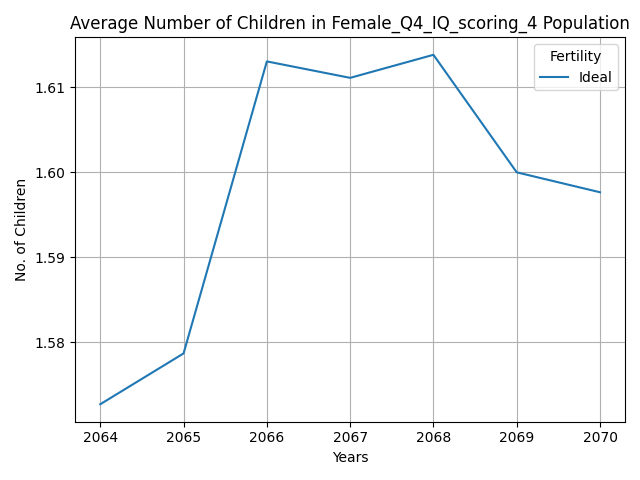 Average Number of Children in Female_Q4_IQ_scoring_4 Population
Fertility
Ideal
No. of Children
1.61
1.60
1.59
1.58
2064 2065 2066 2067 2068 2069 2070
Years